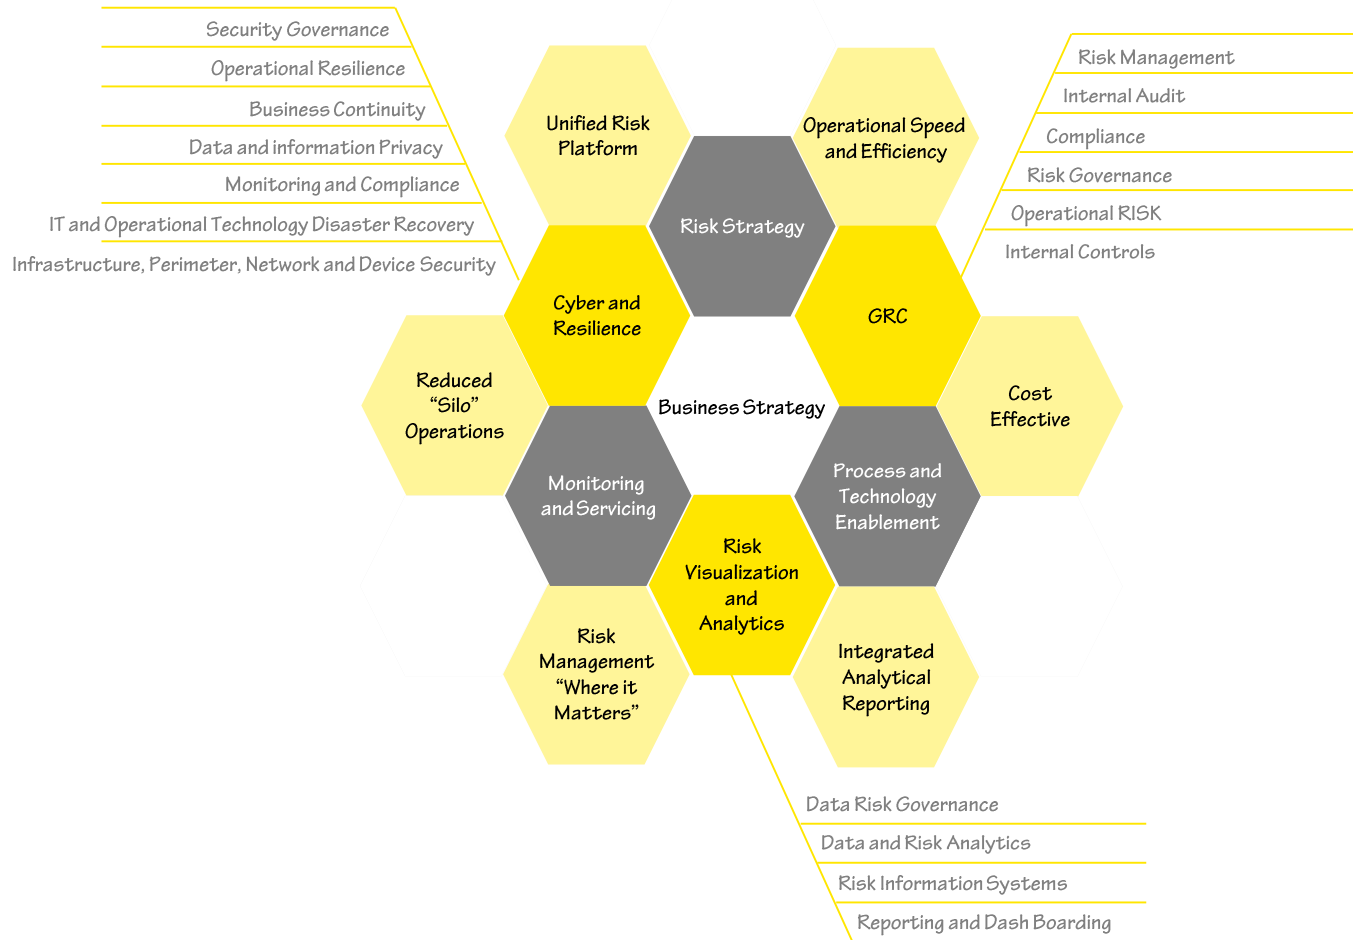 Security Governance
Operational Resilience
Business Continuity
Data and information Privacy
Monitoring and Compliance
IT and Operational Technology Disaster Recovery
Infrastructure, Perimeter, Network and Device Security
Risk Management
Internal Audit
Compliance
Risk Governance
Operational RISK
Internal Controls
Unified Risk
Platform
Operational Speed
and Efficiency
Risk Strategy
Cyber and
Resilience
GRC
Reduced
“Silo”
Operations
Business Strategy
Cost
Effective
Monitoring
and Servicing
Process and
Technology
Enablement
Risk
Visualization
and
Analytics
Risk
Management
“Where it
Matters”
Integrated
Analytical
Reporting
Data Risk Governance
Data and Risk Analytics
Risk Information Systems
Reporting and Dash Boarding